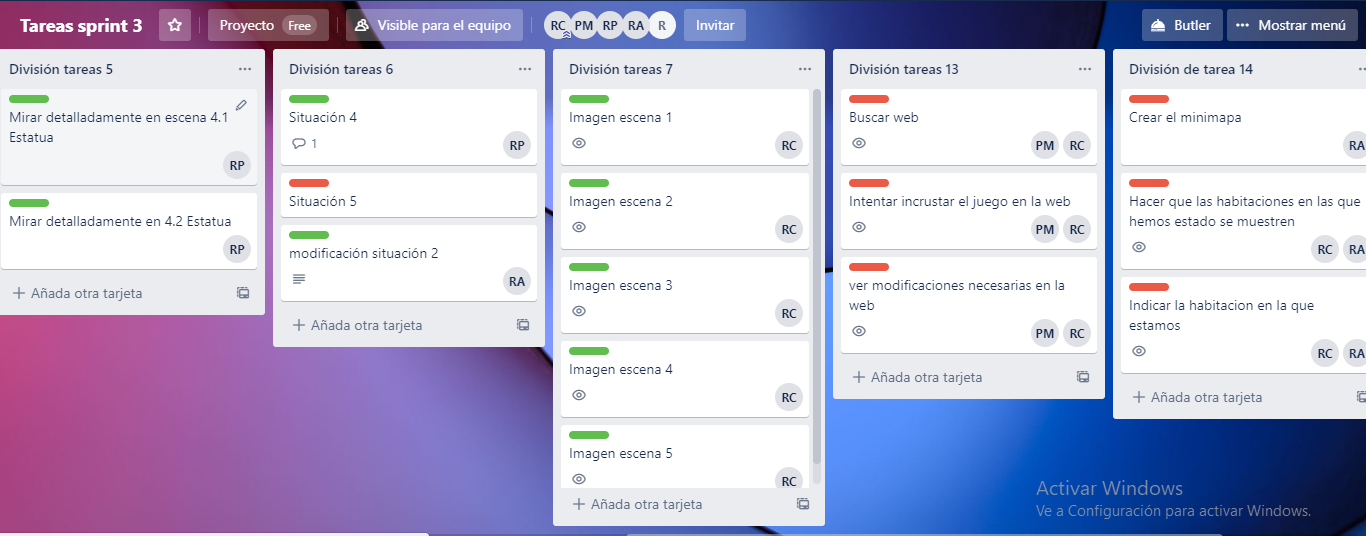 Tareas sprint 3
Proyecto Free
Visible para el equipo
RC PM RP RA R
Invitar
Butler
Mostrar menú
División tareas 5
Mirar detalladamente en escena 4.1
Estatua
RP
Mirar detalladamente en 4.2 Estatua
RP
Añada otra tarjeta
División tareas 6
Situación 4
1
RP
Situación 5
modificación situación 2
RA
Añada otra tarjeta
División tareas 7
Imagen escena 1
RC
Imagen escena 2
RC
Imagen escena 3
RC
Imagen escena 4
RC
Imagen escena 5
RC
Añada otra tarjeta
División tareas 13
Buscar web
PM RC
Intentar incrustar el juego en la web
PM RC
ver modificaciones necesarias en la
web
PM RC
Añada otra tarjeta
División de tarea 14
Crear el minimapa
RA
Hacer que las habitaciones en las que
hemos estado se muestren
RC RA
Indicar la habitacion en la que
estamos
RC RA
Añada otra tarjeta
Activar Windows
Ve a Configuración para activar Windows.